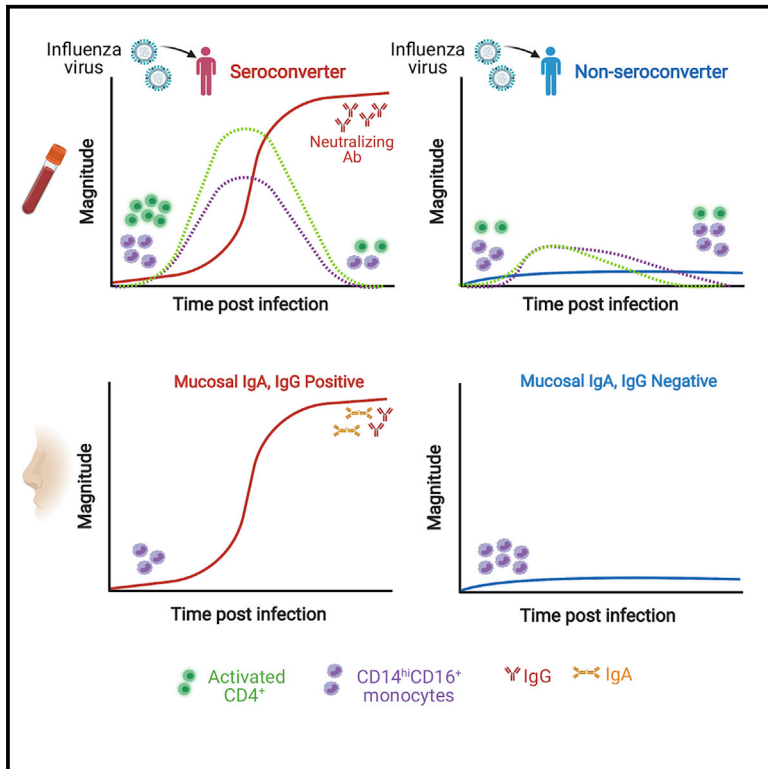 Influenza
virus
Seroconverter
Magnitude
Neutralizing
Ab
Time post infection
Influenza
virus
Non-seroconverter
Magnitude
Time post infection
Mucosal IgA, IgG Positive
Magnitude
Time post infection
Mucosal IgA, IgG Negative
Magnitude
Time post infection
Activated
CD4⁺
CD14ʰⁱCD16⁺
monocytes
IgG
IgA